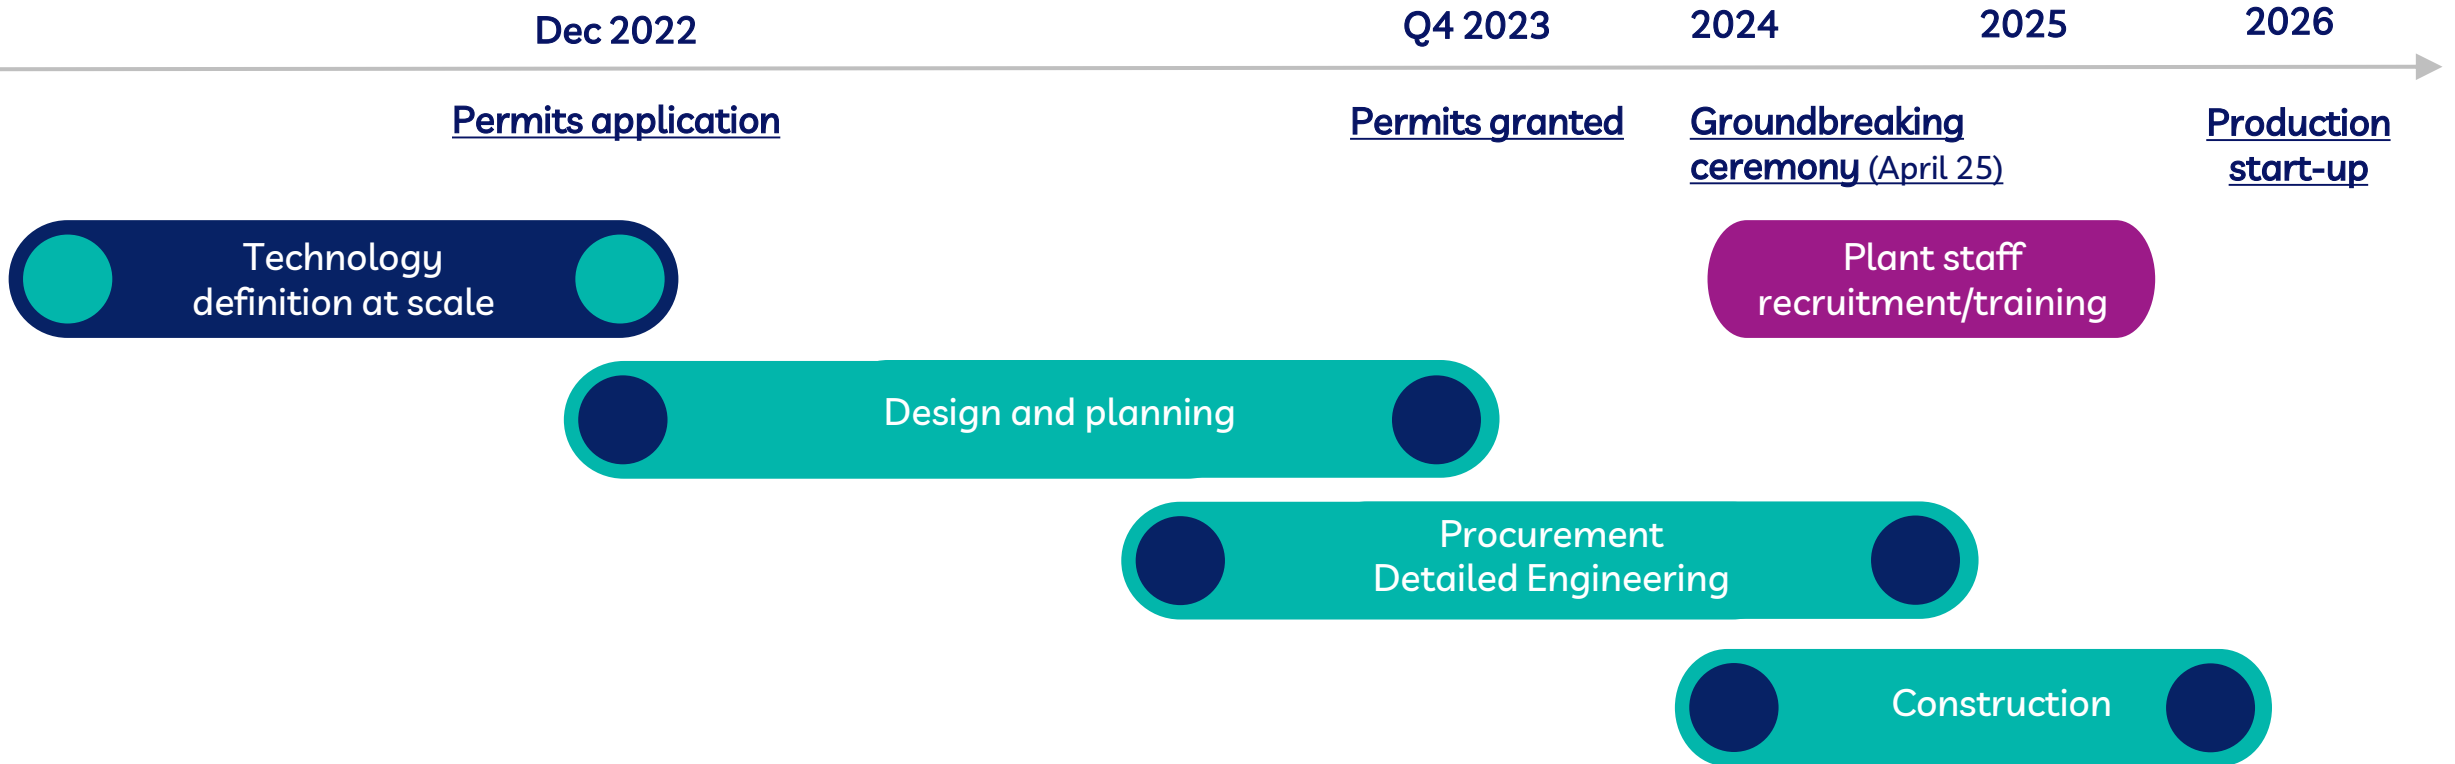 Dec 2022
Q4 2023
2024
2025
2026
Permits application
Permits granted
Groundbreaking
ceremony (April 25)
Production
start-up
Technology
definition at scale
Plant staff
recruitment/training
Design and planning
Procurement
Detailed Engineering
Construction